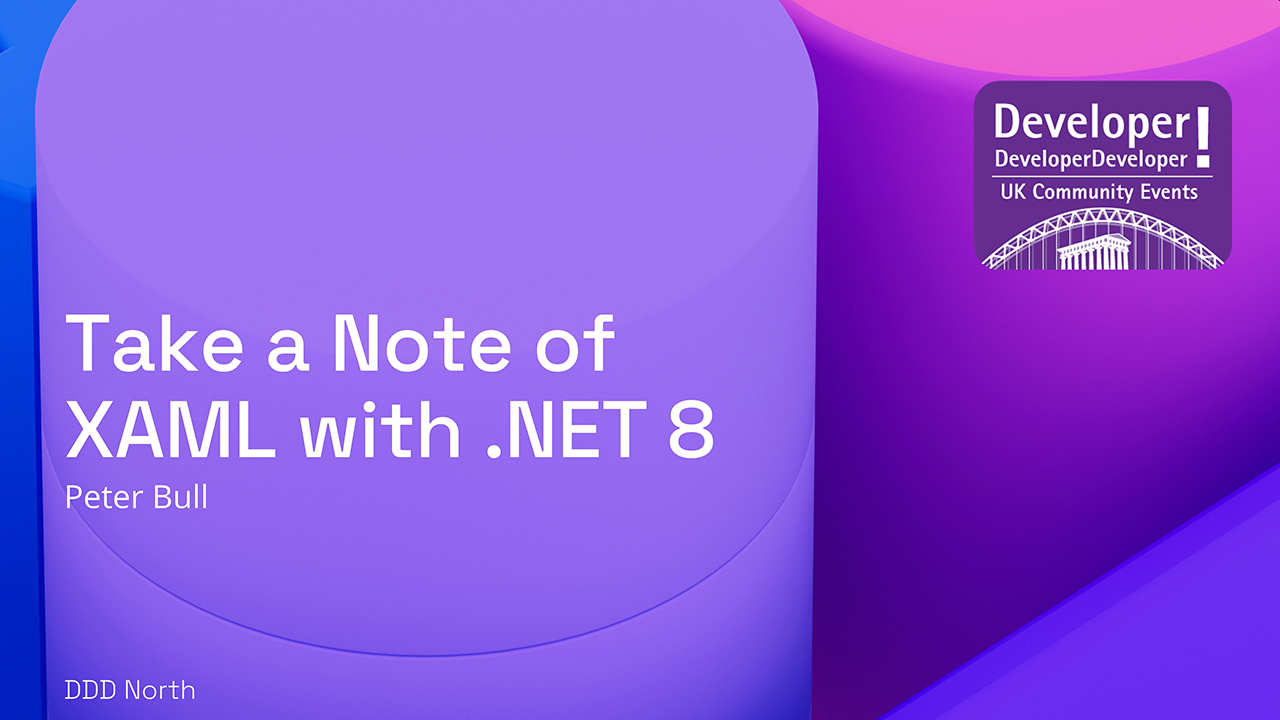 Developer!
DeveloperDeveloper
UK Community Events
Take a Note of
XAML with .NET 8
Peter Bull
DDD North